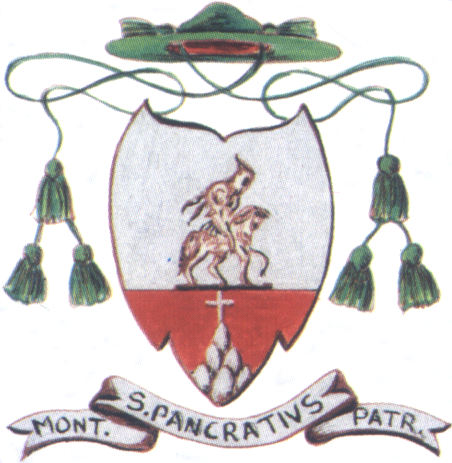 MONT. S. PANCRATIVS PATR.